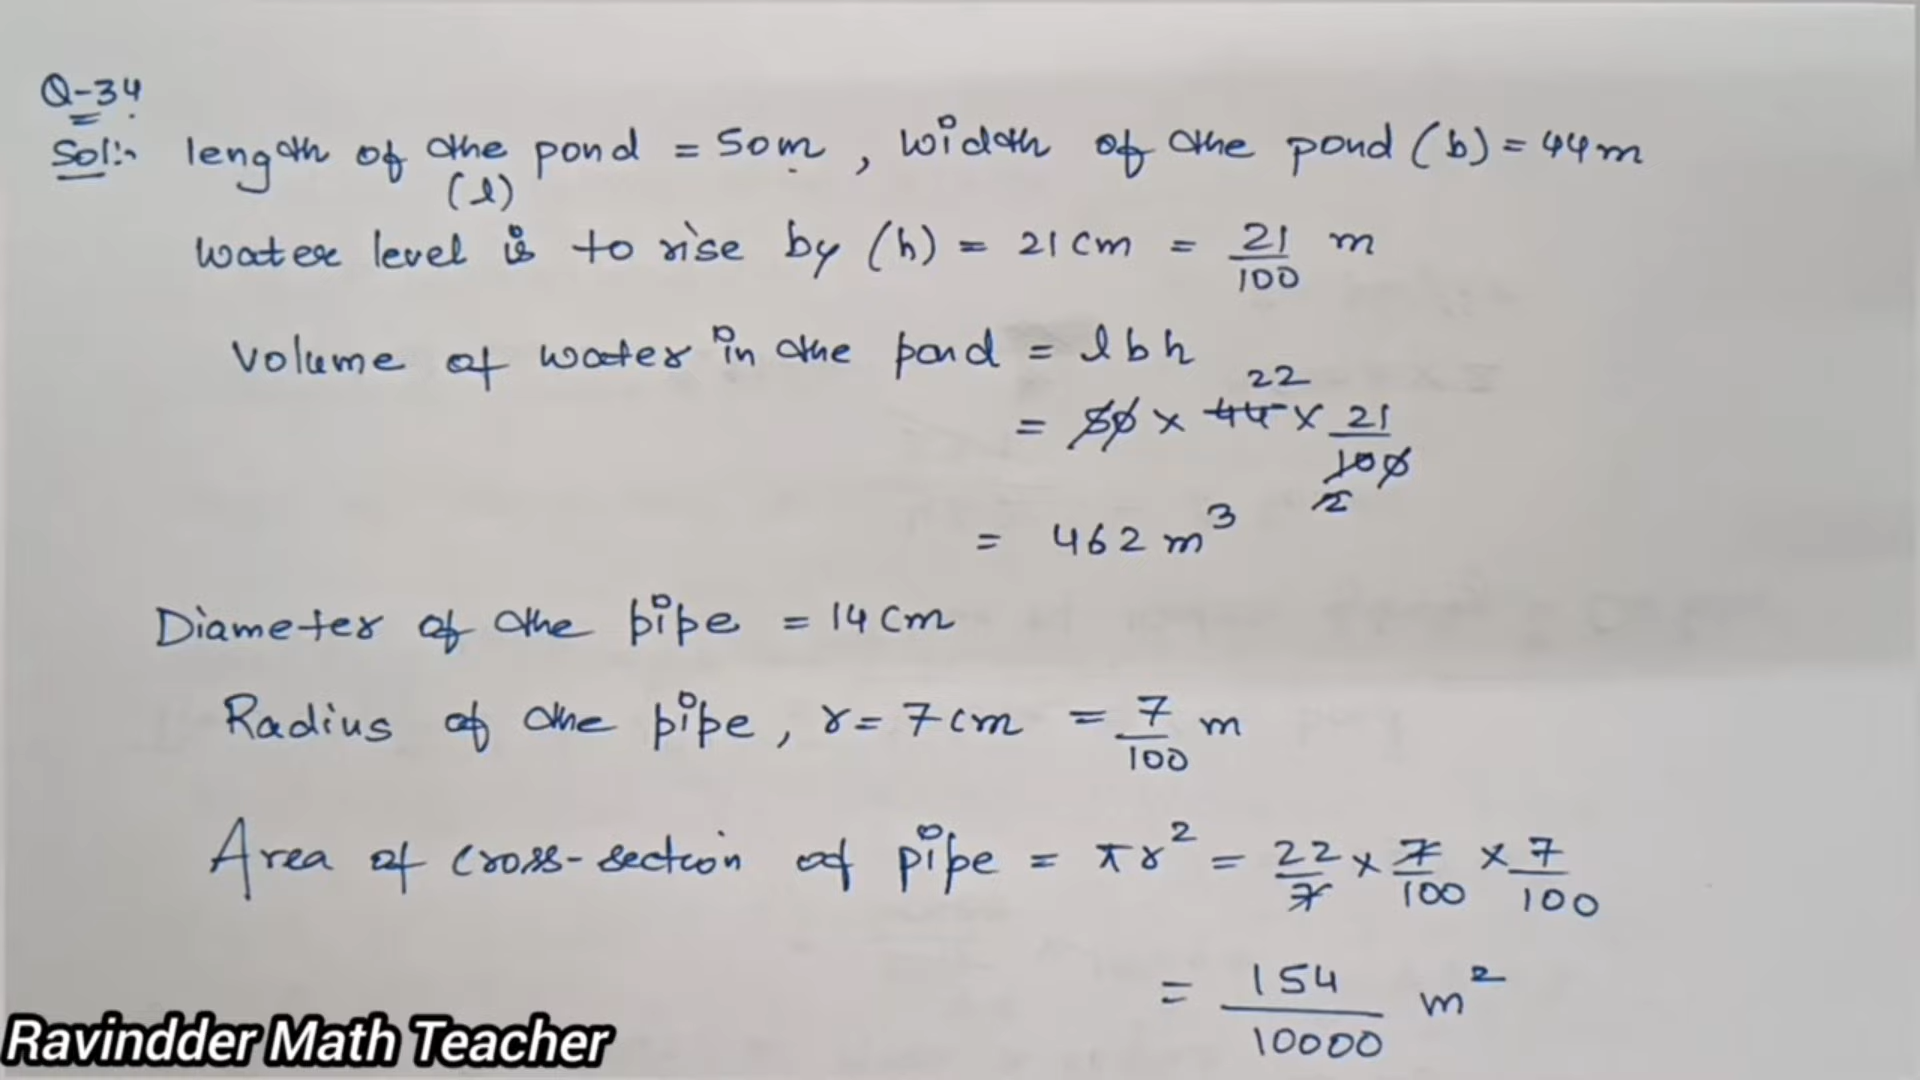 Q-34
Sol:- length of the pond = 50m, width of the pond (b) = 44m
(l)
Water level is to rise by (h) = 21 cm = 21/100 m
Volume of water in the pond = l b h
= 50 × 44 × 21/100
22
2
= 462 m³
Diameter of the pipe = 14 cm
Radius of the pipe, r = 7 cm = 7/100 m
Area of cross-section of pipe = πr² = 22/7 × 7/100 × 7/100
= 154/10000 m²
Ravindder Math Teacher